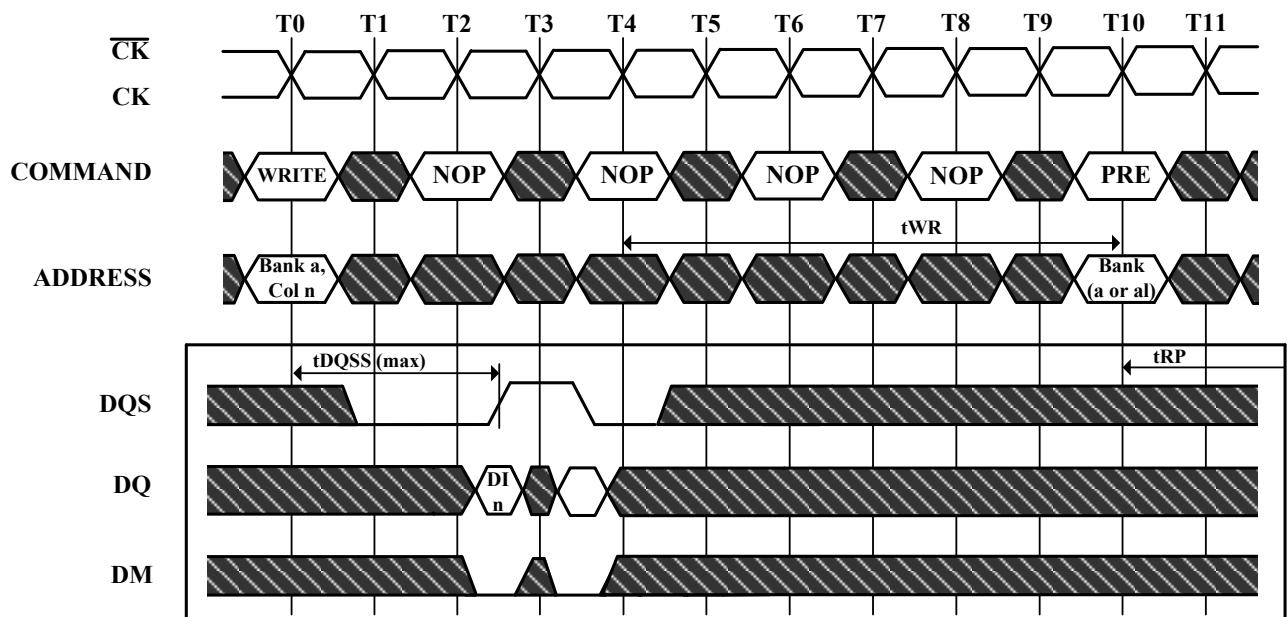 T0 T1 T2 T3 T4 T5 T6 T7 T8 T9 T10 T11
CK
CK
COMMAND WRITE NOP NOP NOP NOP PRE
tWR
ADDRESS
Bank a,
Col n
Bank
(a or al)
tDQSS (max)
tRP
DQS
DQ
DI
n
DM